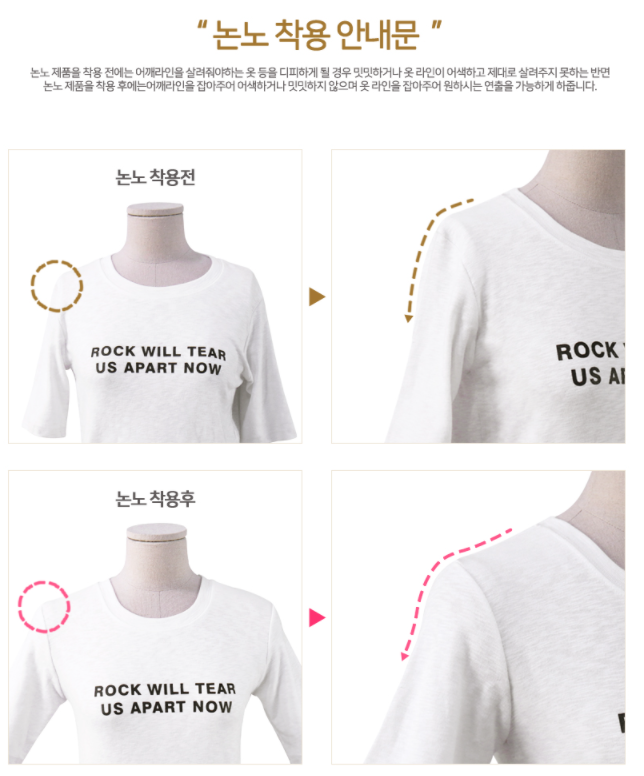 “ 논노 착용 안내문 ”
논노 제품을 착용 전에는 어깨라인을 살려줘야하는 옷 등을 디피하게 될 경우 밋밋하거나 옷 라인이 어색하고 제대로 살려주지 못하는 반면
논노 제품을 착용 후에는어깨라인을 잡아주어 어색하거나 밋밋하지 않으며 옷 라인을 잡아주어 원하시는 연출을 가능하게 하줍니다.
논노 착용전
ROCK WILL TEAR
US APART NOW
ROCK
US
논노 착용후
ROCK WILL TEAR
US APART NOW